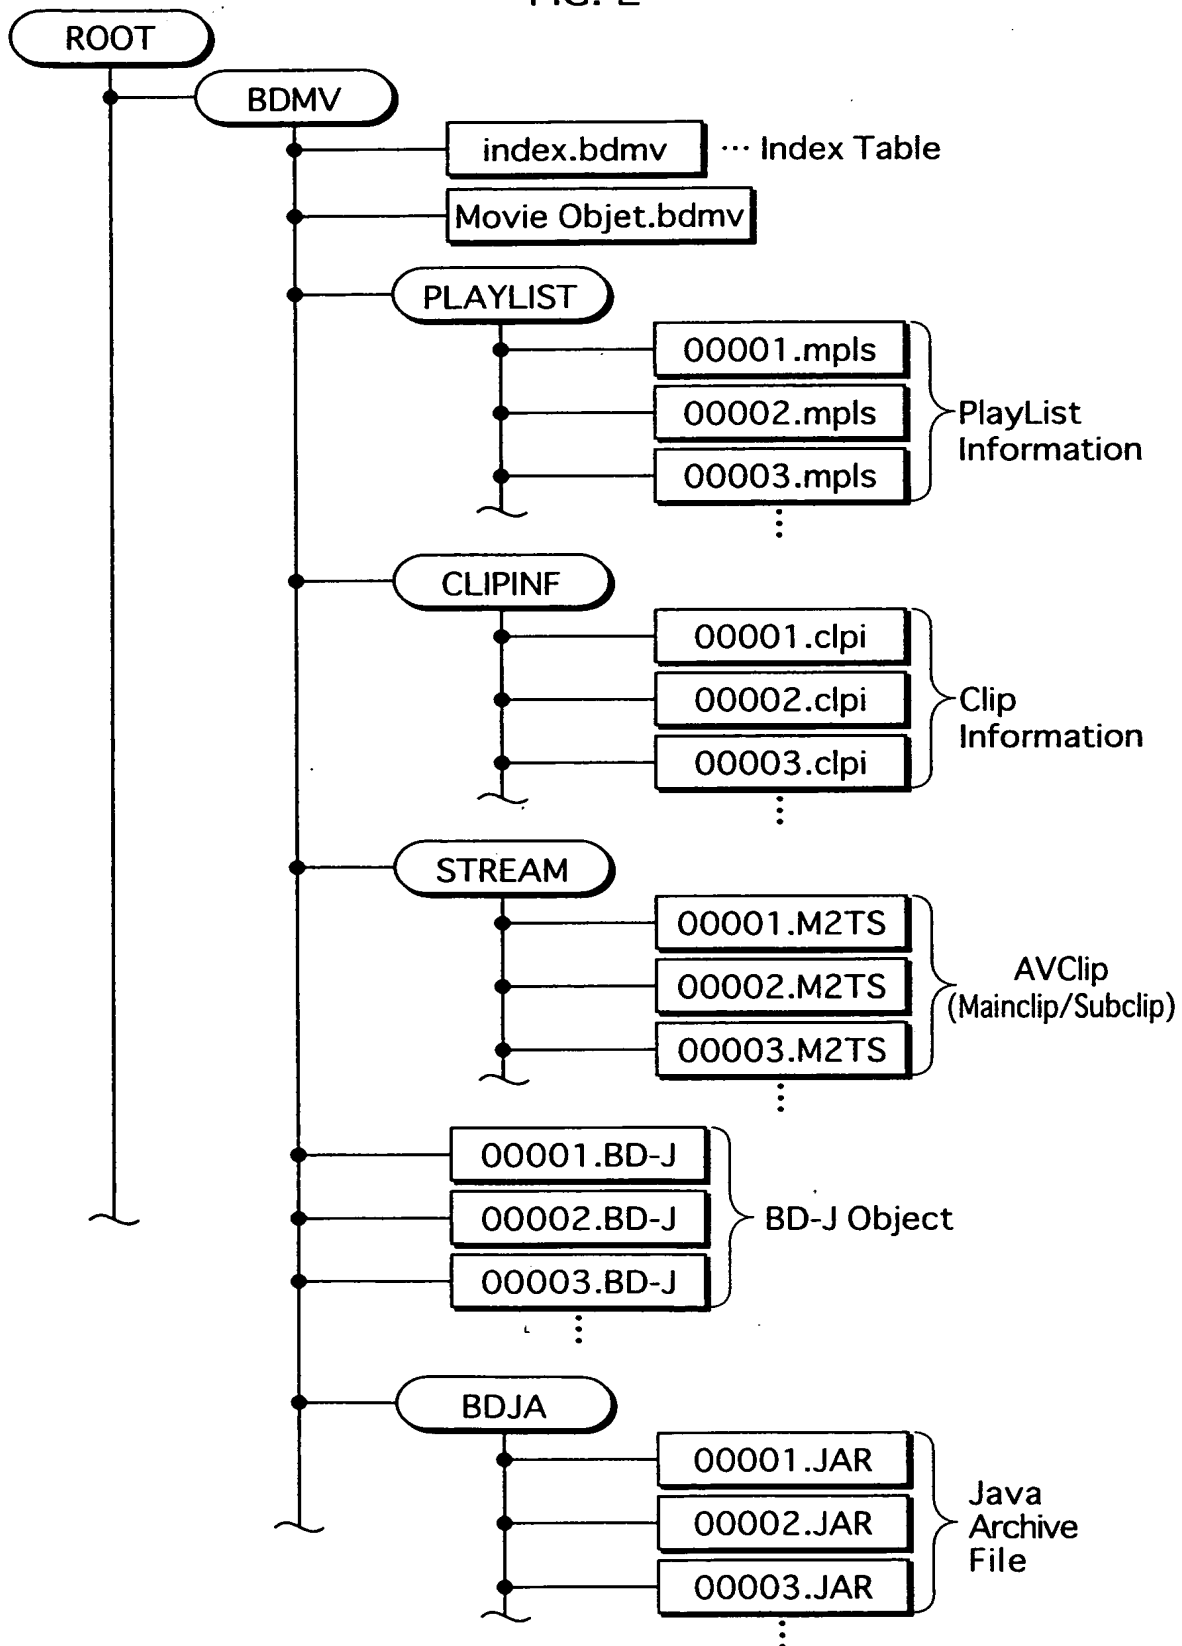 FIG. 2
ROOT
BDMV
index.bdmv ··· Index Table
Movie Objet.bdmv
PLAYLIST
00001.mpls
00002.mpls
00003.mpls
PlayList
Information
CLIPINF
00001.clpi
00002.clpi
00003.clpi
Clip
Information
STREAM
00001.M2TS
00002.M2TS
00003.M2TS
AVClip
(Mainclip/Subclip)
00001.BD-J
00002.BD-J
00003.BD-J
BD-J Object
BDJA
00001.JAR
00002.JAR
00003.JAR
Java
Archive
File